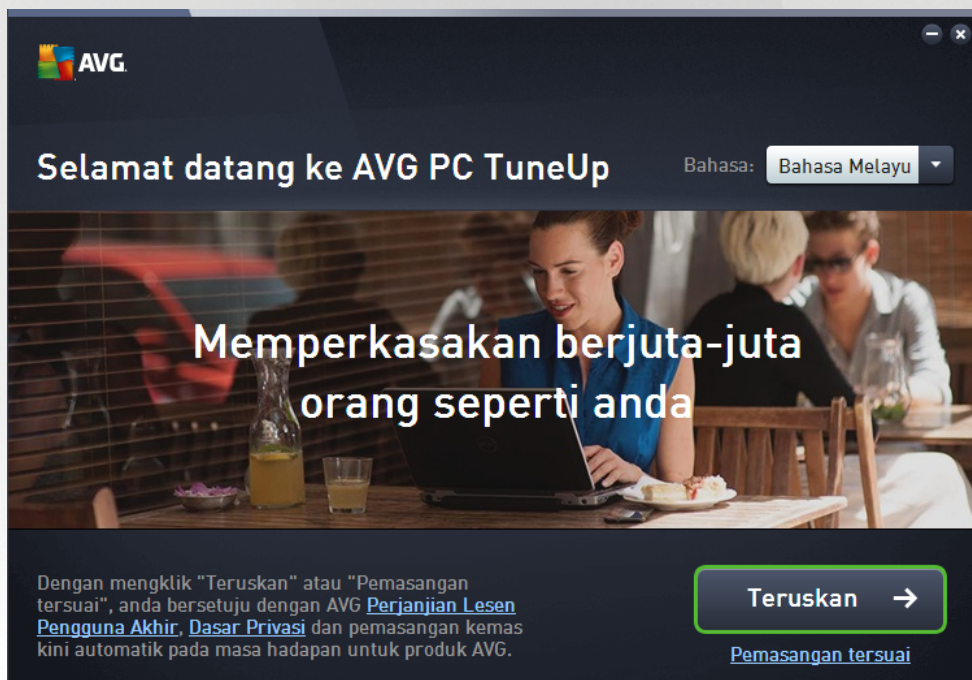 AVG
Selamat datang ke AVG PC TuneUp
Bahasa: Bahasa Melayu
Memperkasakan berjuta-juta
orang seperti anda
Dengan mengklik "Teruskan" atau "Pemasangan
tersuai", anda bersetuju dengan AVG Perjanjian Lesen
Pengguna Akhir, Dasar Privasi dan pemasangan kemas
kini automatik pada masa hadapan untuk produk AVG.
Teruskan →
Pemasangan tersuai